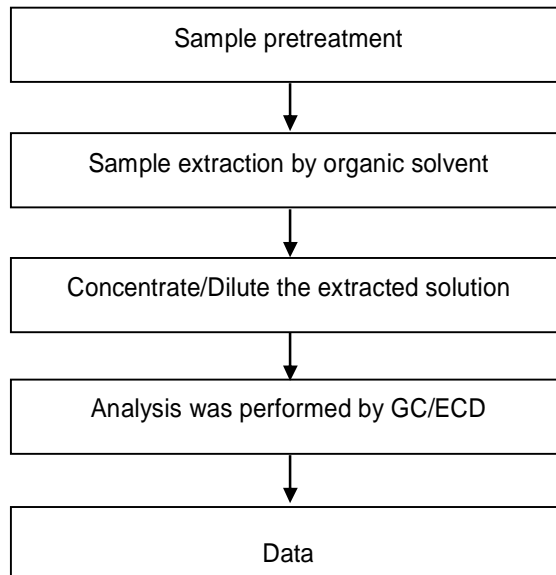 Sample pretreatment
Sample extraction by organic solvent
Concentrate/Dilute the extracted solution
Analysis was performed by GC/ECD
Data